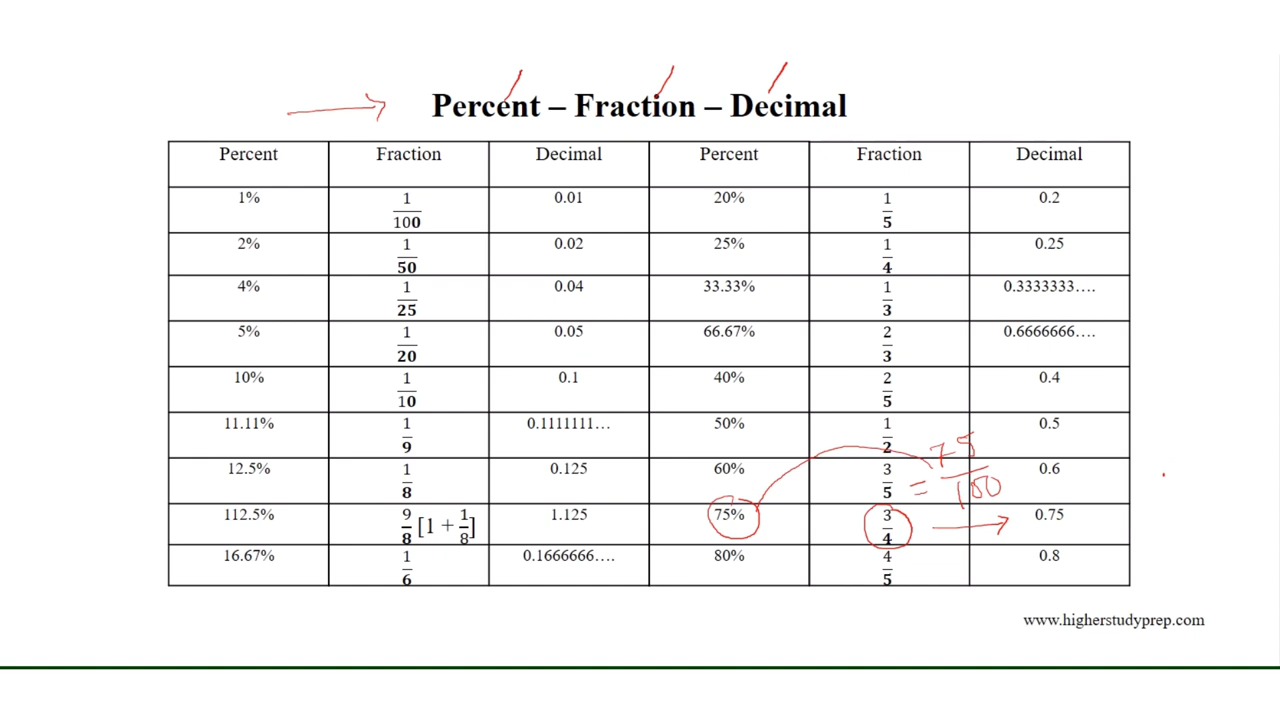 Percent – Fraction – Decimal
Percent Fraction Decimal Percent Fraction Decimal
1% 1/100 0.01 20% 1/5 0.2
2% 1/50 0.02 25% 1/4 0.25
4% 1/25 0.04 33.33% 1/3 0.3333333....
5% 1/20 0.05 66.67% 2/3 0.6666666....
10% 1/10 0.1 40% 2/5 0.4
11.11% 1/9 0.1111111... 50% 1/2 0.5
12.5% 1/8 0.125 60% 3/5 = 75/100 0.6
112.5% 9/8 [1 + 1/8] 1.125 75% 3/4 0.75
16.67% 1/6 0.1666666.... 80% 4/5 0.8
www.higherstudyprep.com